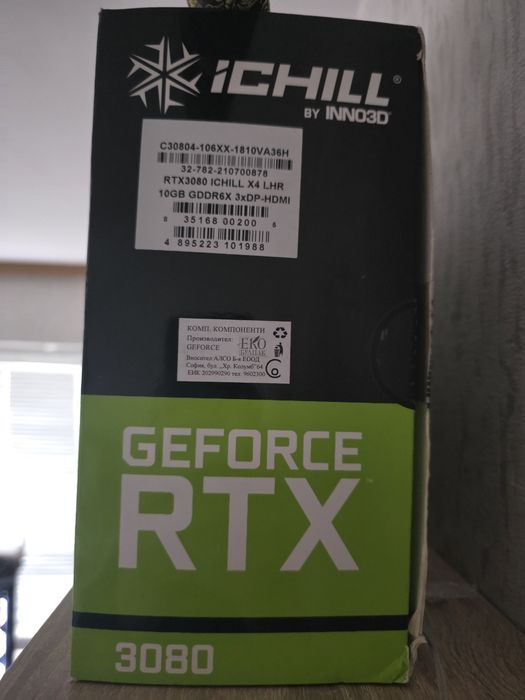 iCHILL®
BY INNO3D
C30804-106XX-1810VA36H
32-782-210700878
RTX3080 ICHILL X4 LHR
10GB GDDR6X 3xDP-HDMI
8 35168 00200 6
4 895223 101988
КОМП. КОМПОНЕНТИ
Производител: ЕКО
GEFORCE БУЛПАК
Вносител АЛСО Б-я ЕООД
София, бул. „Хр. Колумб"64
ЕИК 202990290 тел. 9602300
GEFORCE
RTX™
3080